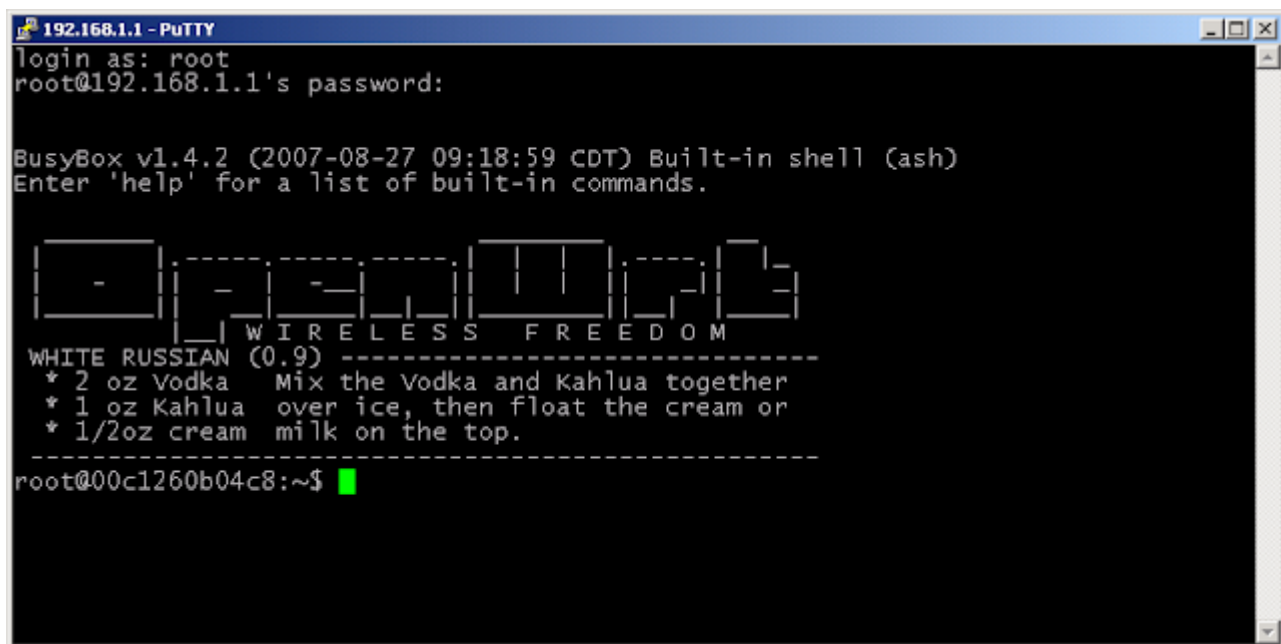 192.168.1.1 - PuTTY
login as: root
root@192.168.1.1's password:
BusyBox v1.4.2 (2007-08-27 09:18:59 CDT) Built-in shell (ash)
Enter 'help' for a list of built-in commands.
OpenWrt
W I R E L E S S   F R E E D O M
WHITE RUSSIAN (0.9) -----------------------------------
* 2 oz Vodka   Mix the Vodka and Kahlua together
* 1 oz Kahlua  over ice, then float the cream or
* 1/2oz cream  milk on the top.
---------------------------------------------------------
root@00c1260b04c8:~$